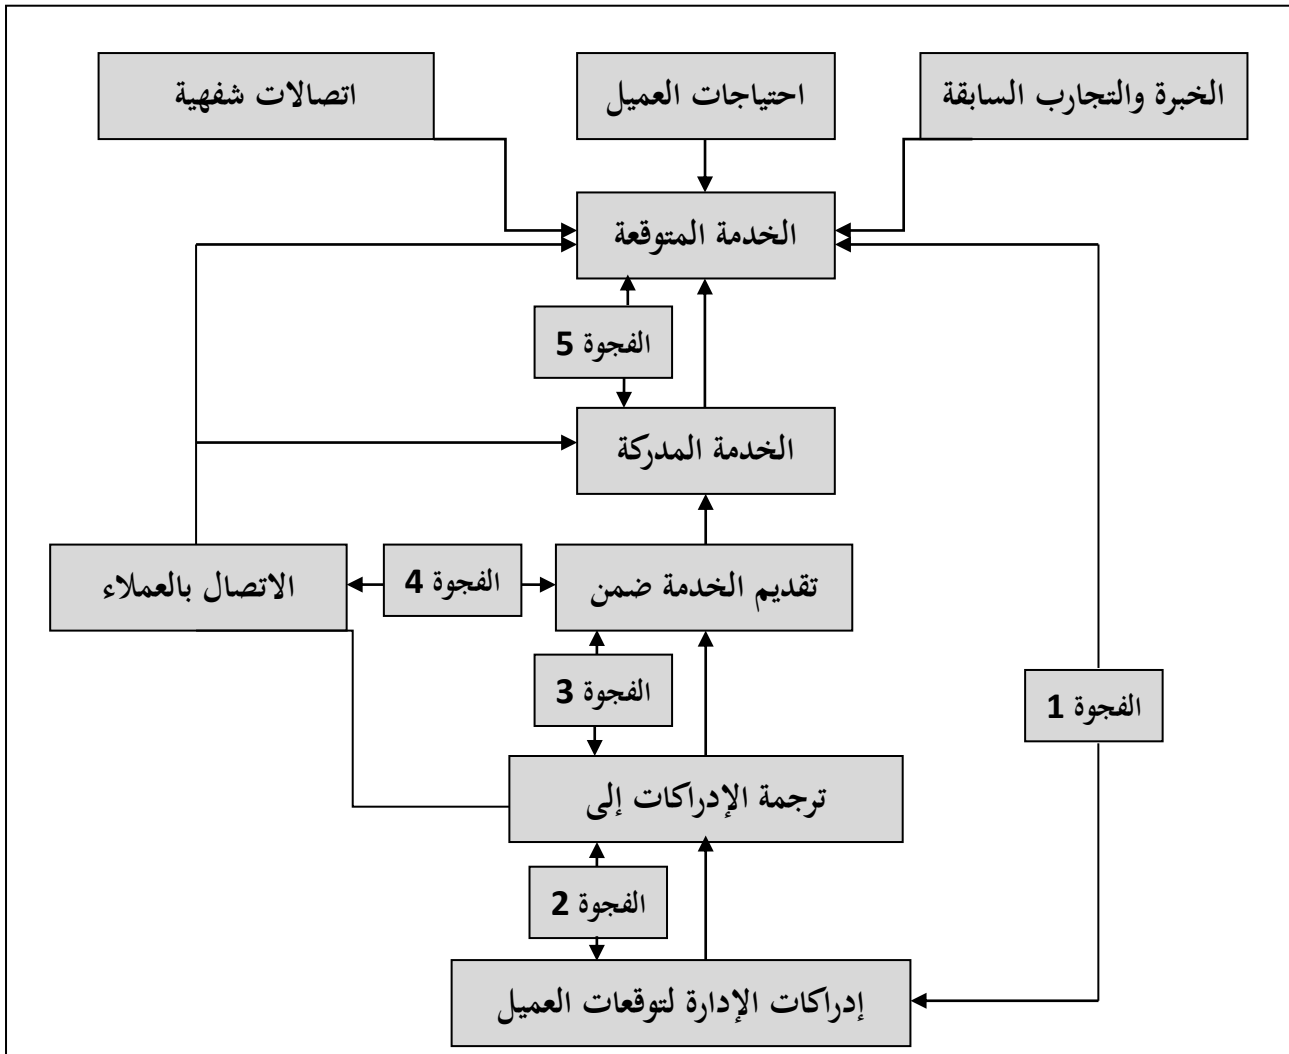 الخبرة والتجارب السابقة
احتياجات العميل
اتصالات شفهية
الخدمة المتوقعة
الفجوة 5
الخدمة المدركة
تقديم الخدمة ضمن
الفجوة 4
الاتصال بالعملاء
الفجوة 3
الفجوة 1
ترجمة الإدراكات إلى
الفجوة 2
إدراكات الإدارة لتوقعات العميل